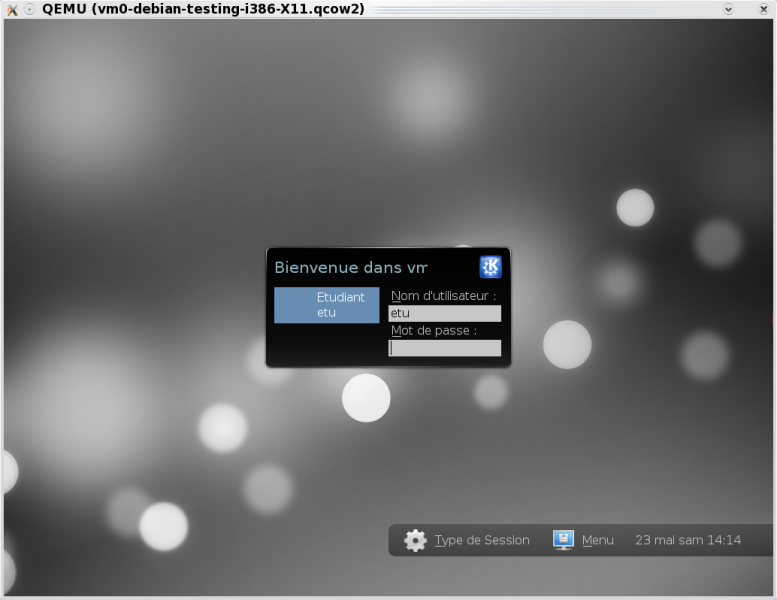 QEMU (vm0-debian-testing-i386-X11.qcow2)
Bienvenue dans vm
Etudiant
etu
Nom d'utilisateur :
etu
Mot de passe :
Type de Session
Menu
23 mai sam 14:14